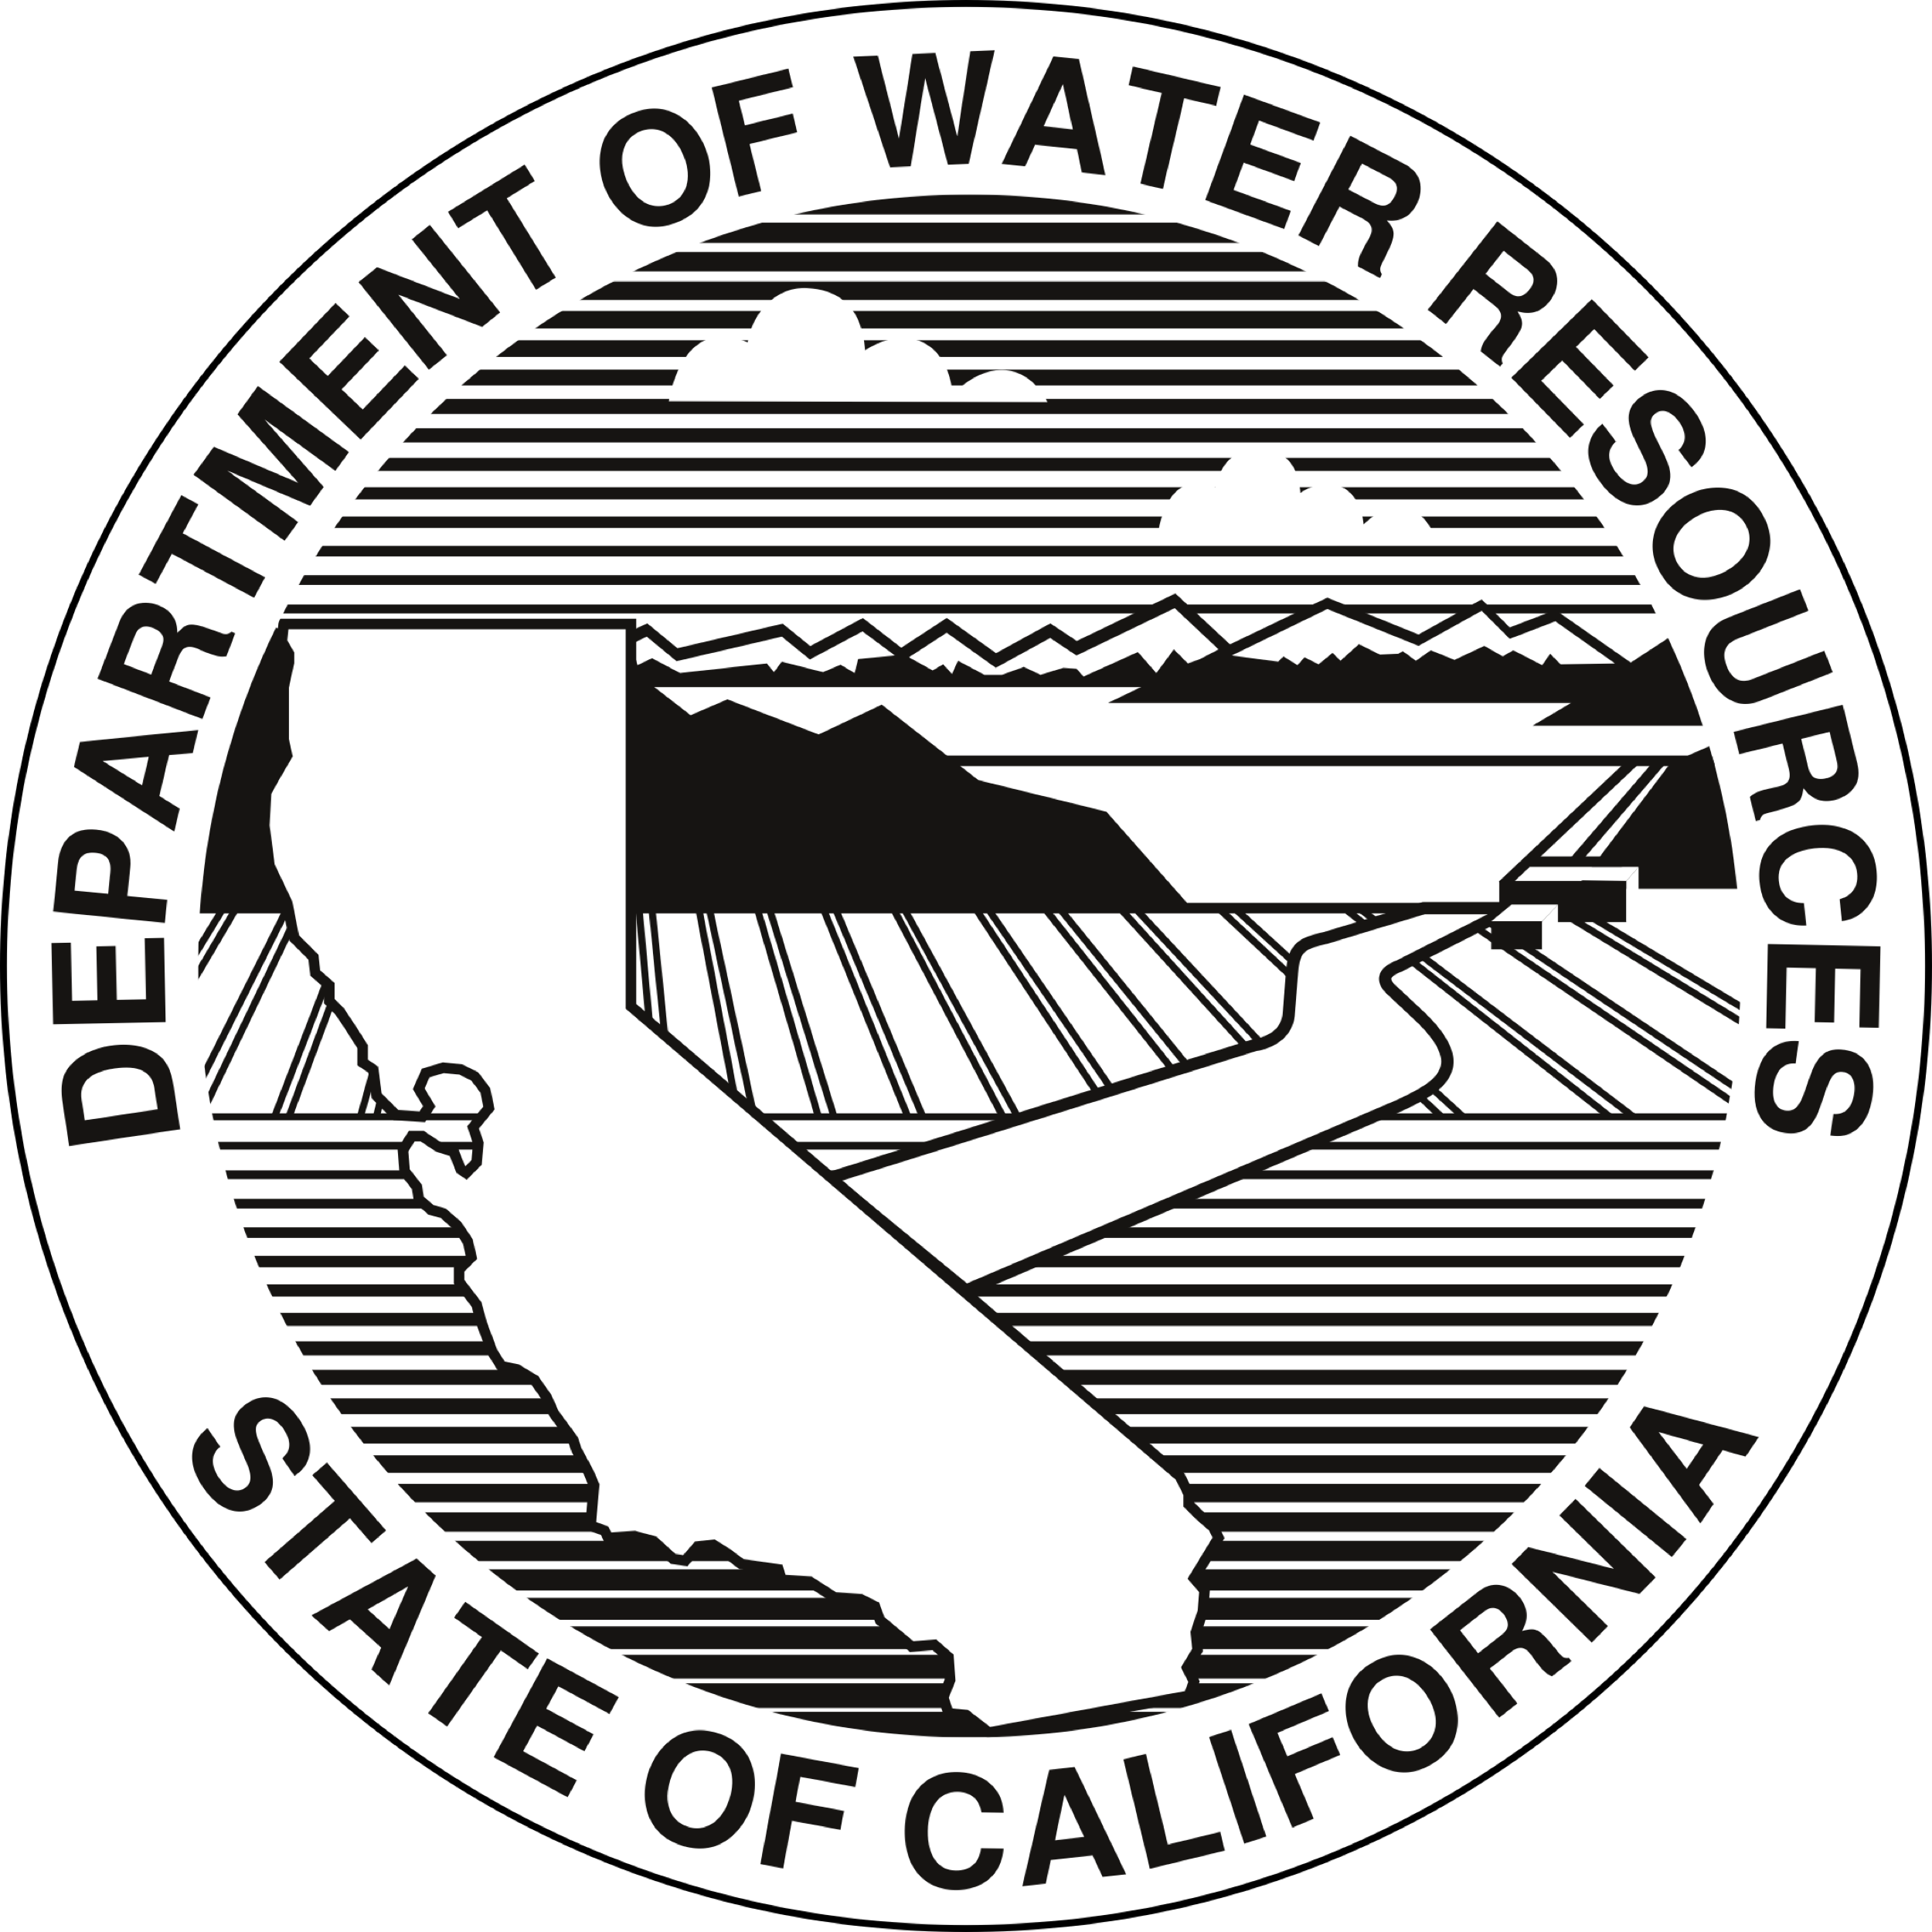 DEPARTMENT OF WATER RESOURCES
STATE OF CALIFORNIA